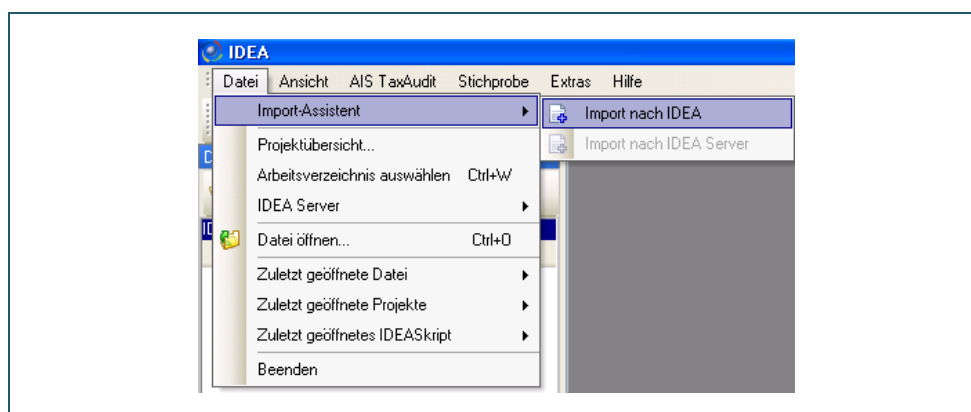 IDEA
Datei Ansicht AIS TaxAudit Stichprobe Extras Hilfe
Import-Assistent
Import nach IDEA
Import nach IDEA Server
Projektübersicht...
Arbeitsverzeichnis auswählen Ctrl+W
IDEA Server
Datei öffnen... Ctrl+O
Zuletzt geöffnete Datei
Zuletzt geöffnete Projekte
Zuletzt geöffnetes IDEASkript
Beenden